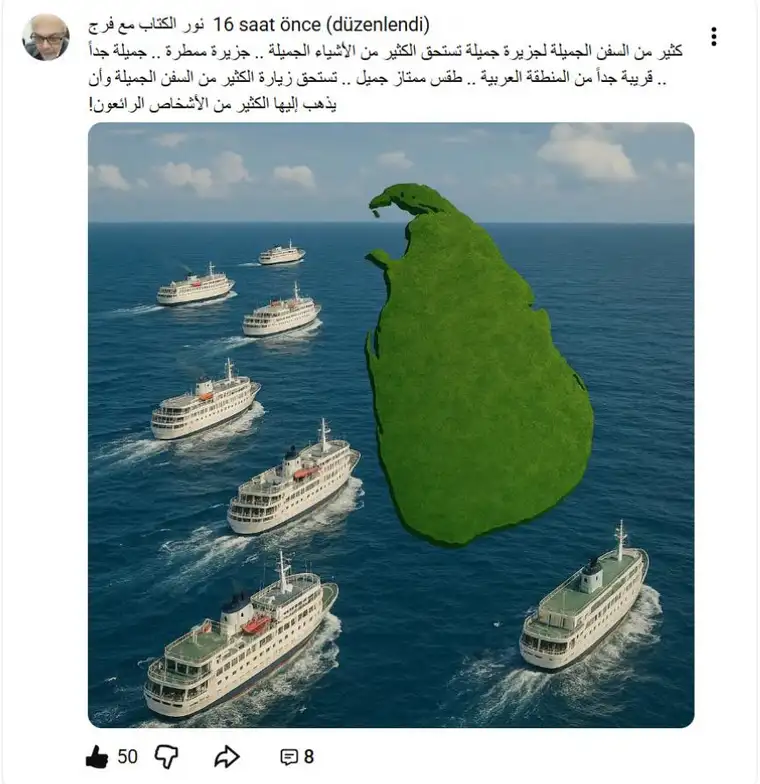 نور الكتاب مع فرج 16 saat önce (düzenlendi)
كثير من السفن الجميلة لجزيرة جميلة تستحق الكثير من الأشياء الجميلة .. جزيرة ممطرة .. جميلة جداً
.. قريبة جداً من المنطقة العربية .. طقس ممتاز جميل .. تستحق زيارة الكثير من السفن الجميلة وأن
يذهب إليها الكثير من الأشخاص الرائعون!
50 8